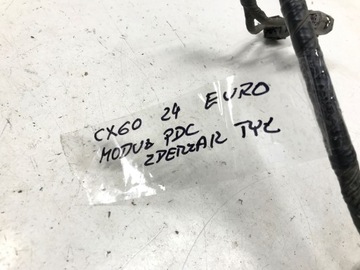 CX60 24 EURO
MODUŁ PDC
ZDERZAK TYŁ